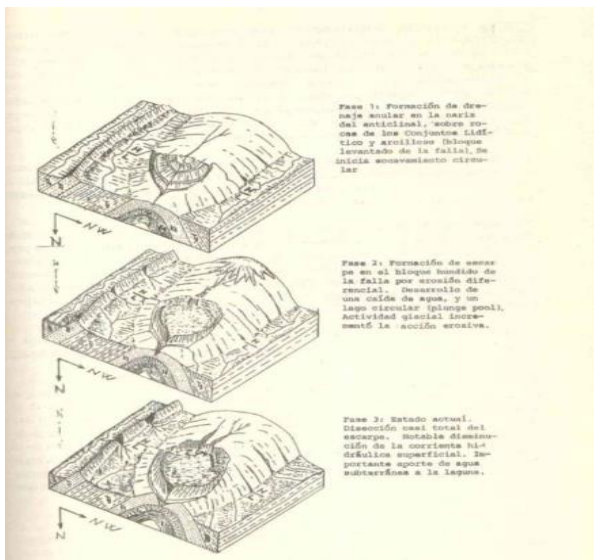 Fase 1: Formación de dre-
naje anular en la nariz
del anticlinal, sobre ro-
cas de los Conjuntos Lidí-
tico y arcilloso (bloque
levantado de la falla). Se
inicia socavamiento circu-
lar
N
NW
Fase 2: Formación de escar
pe en el bloque hundido de
la falla por erosión dife-
rencial. Desarrollo de
una caída de agua, y un
lago circular (plunge pool).
Actividad glacial incre-
mentó la acción erosiva.
N
NW
Fase 3: Estado actual.
Disección casi total del
escarpe. Notable disminu-
ción de la corriente hi-
dráulica superficial. Im-
portante aporte de agua
subterránea a la laguna.
N
NW